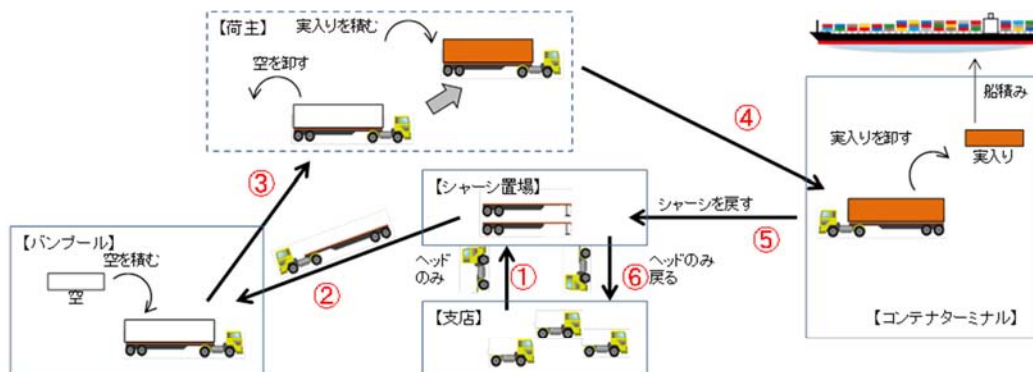 【荷主】
実入りを積む
空を卸す
④
船積み
実入りを卸す
実入り
③
【シャーシ置場】
シャーシを戻す
⑤
【バンプール】
空を積む
空
②
ヘッド
のみ
①
⑥
ヘッドのみ
戻る
【支店】
【コンテナターミナル】